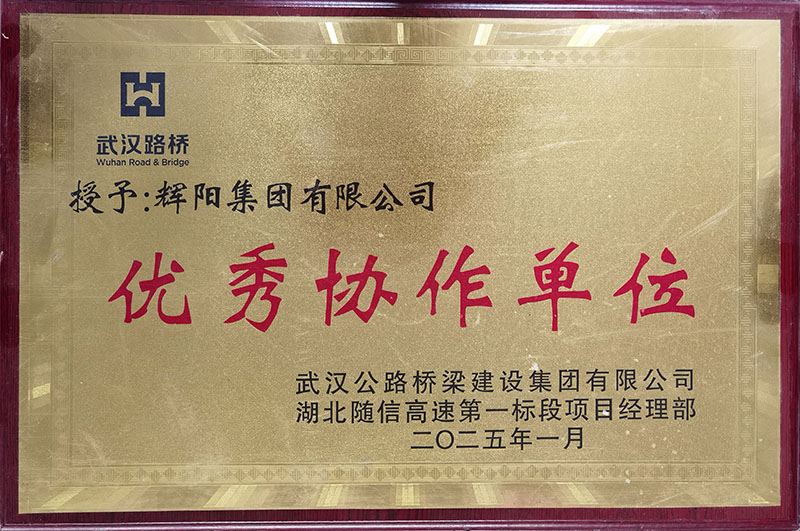 武汉路桥
Wuhan Road & Bridge
授予:辉阳集团有限公司
优秀协作单位
武汉公路桥梁建设集团有限公司
湖北随信高速第一标段项目经理部
二〇二五年一月